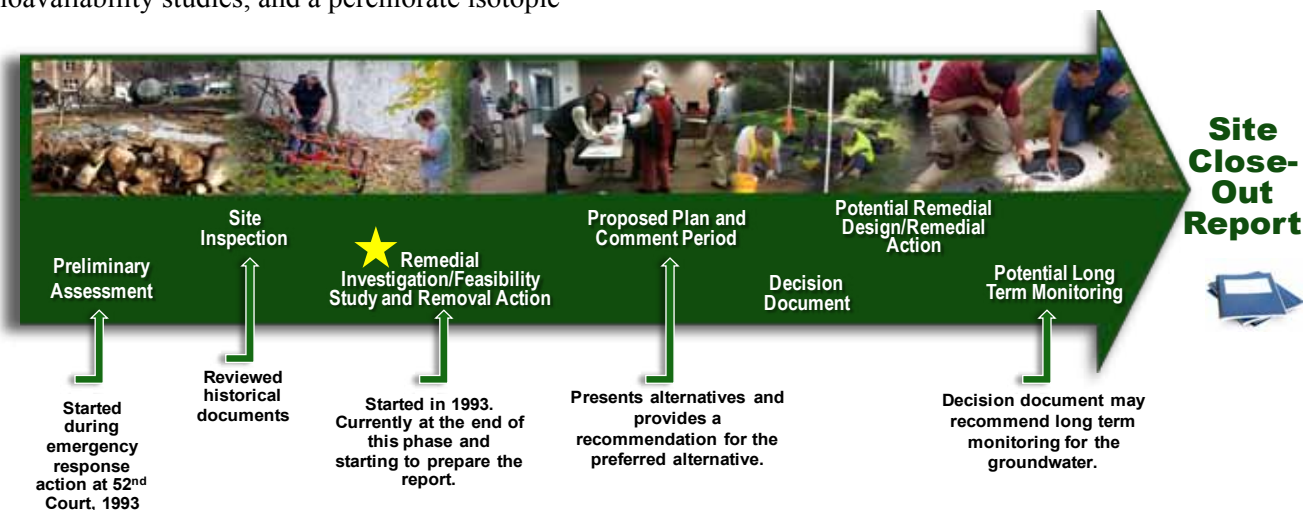 and a perchlorate isotopic
Site
Close-
Out
Report
Preliminary
Assessment
Site
Inspection
Remedial
Investigation/Feasibility
Study and Removal Action
Proposed Plan and
Comment Period
Decision
Document
Potential Remedial
Design/Remedial
Action
Potential Long
Term Monitoring
Started
during
emergency
response
action at 52nd
Court, 1993
Reviewed
historical
documents
Started in 1993.
Currently at the end of
this phase and
starting to prepare the
report.
Presents alternatives and
provides a
recommendation for the
preferred alternative.
Decision document may
recommend long term
monitoring for the
groundwater.